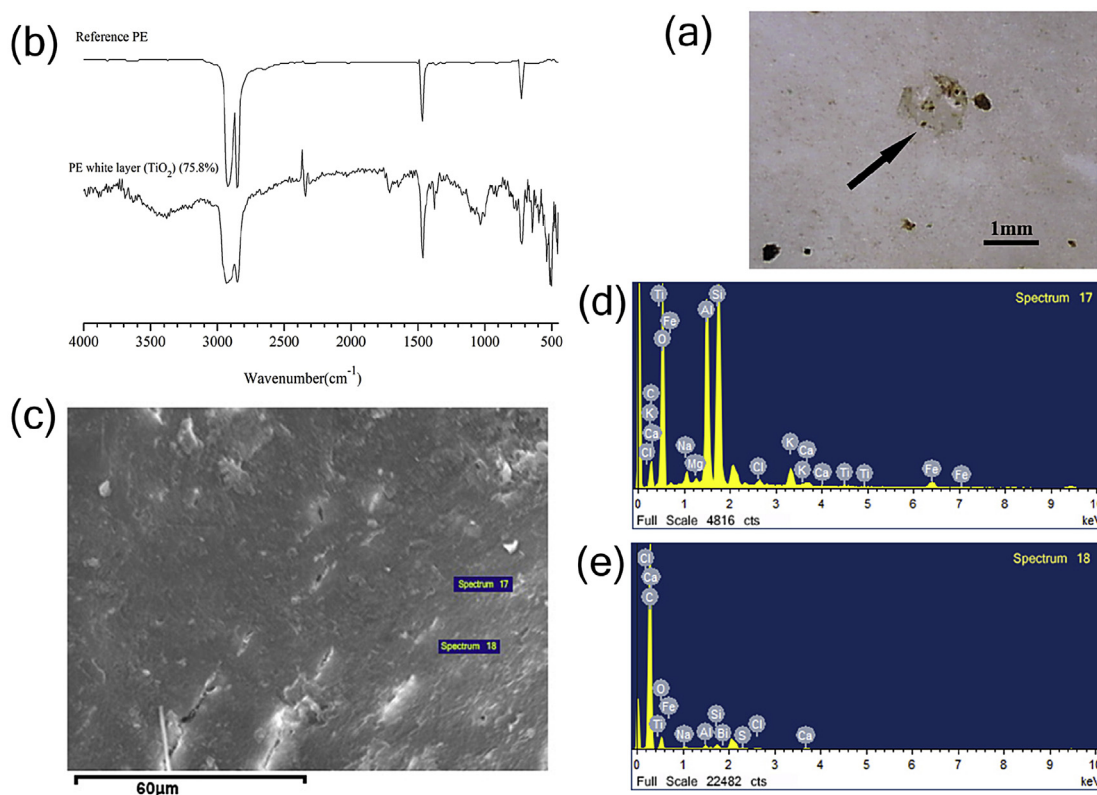 (b)
Reference PE
PE white layer (TiO2) (75.8%)
4000 3500 3000 2500 2000 1500 1000 500
Wavenumber(cm-1)
(a)
1mm
(c)
Spectrum 17
Spectrum 18
60μm
(d)
Spectrum 17
Ti
Fe
O
C
K
Ca
Cl
Na
Mg
Al
Si
Cl
K
Ca
K
Ca
Ti
Ti
Fe
Fe
0 1 2 3 4 5 6 7 8 9 10
Full Scale 4816 cts
keV
(e)
Spectrum 18
Cl
Ca
C
O
Fe
Ti
Na
Al
Si
Bi
S
Cl
Ca
0 1 2 3 4 5 6 7 8 9 10
Full Scale 22482 cts
keV